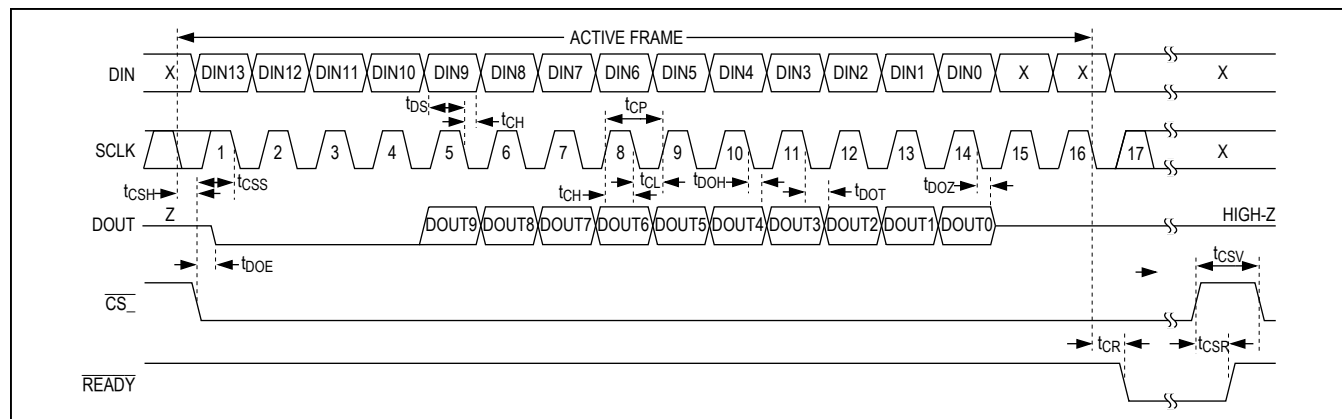 ACTIVE FRAME
DIN X DIN13 DIN12 DIN11 DIN10 DIN9 DIN8 DIN7 DIN6 DIN5 DIN4 DIN3 DIN2 DIN1 DIN0 X X X
tDS tCH tCP
SCLK 1 2 3 4 5 6 7 8 9 10 11 12 13 14 15 16 17 X
tCSH tCSS tCH tCL tDOH tDOT tDOZ
DOUT Z DOUT9 DOUT8 DOUT7 DOUT6 DOUT5 DOUT4 DOUT3 DOUT2 DOUT1 DOUT0 HIGH-Z
tDOE tCSV
CS_
tCR tCSR
READY